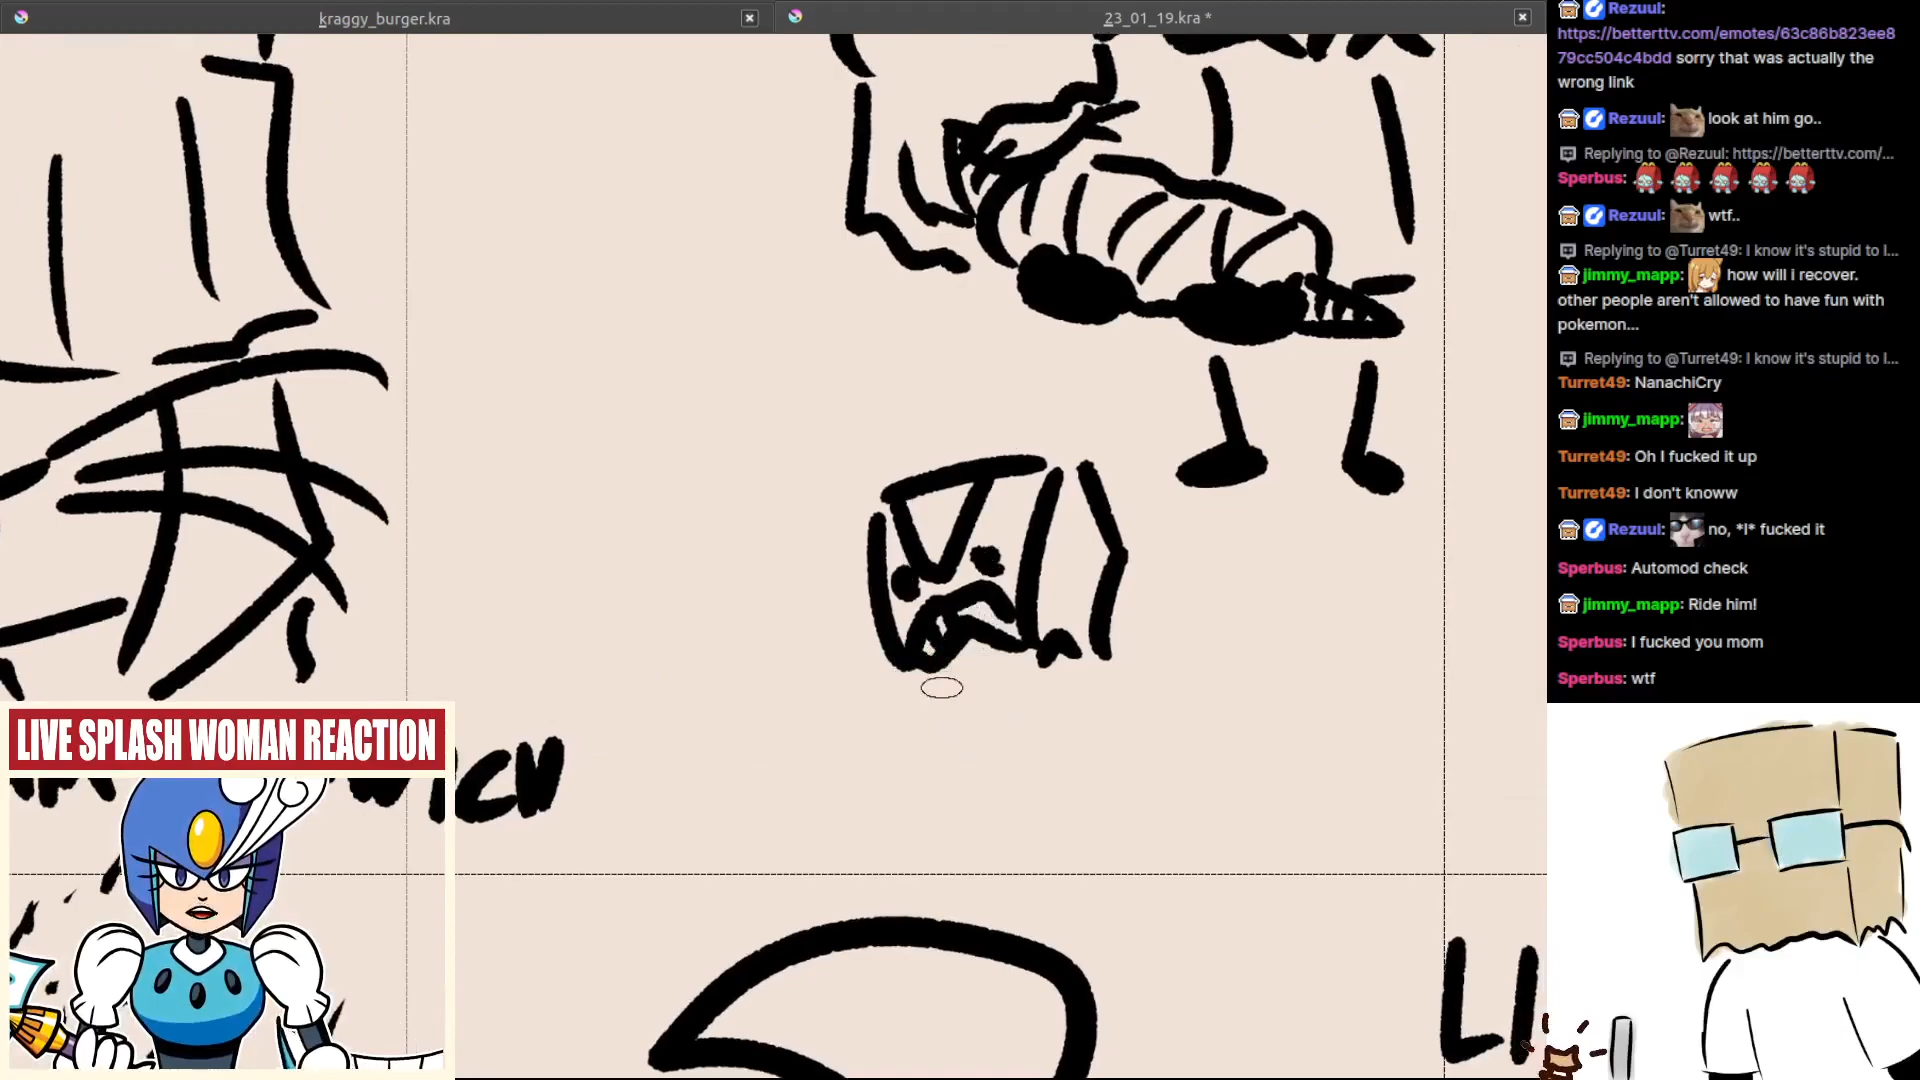 kraggy_burger.kra
23_01_19.kra *
Rezuul:
https://betterttv.com/emotes/63c86b823ee8
79cc504c4bdd sorry that was actually the
wrong link
Rezuul: look at him go..
Replying to @Rezuul: https://betterttv.com/...
Sperbus:
Rezuul: wtf..
Replying to @Turret49: I know it's stupid to l...
jimmy_mapp: how will i recover.
other people aren't allowed to have fun with
pokemon...
Replying to @Turret49: I know it's stupid to l...
Turret49: NanachiCry
jimmy_mapp:
Turret49: Oh I fucked it up
Turret49: I don't knoww
Rezuul: no, *I* fucked it
Sperbus: Automod check
jimmy_mapp: Ride him!
Sperbus: I fucked you mom
Sperbus: wtf
LIVE SPLASH WOMAN REACTION